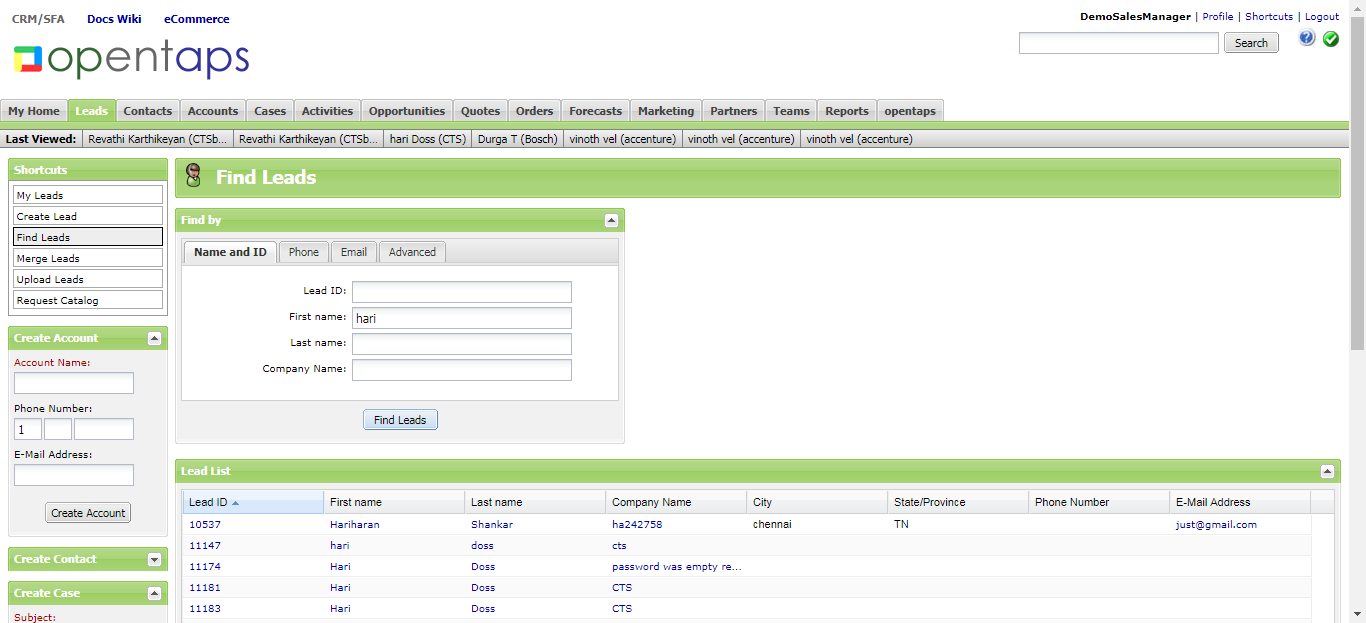 CRM/SFA Docs Wiki eCommerce
DemoSalesManager | Profile | Shortcuts | Logout
opentaps
Search
My Home Leads Contacts Accounts Cases Activities Opportunities Quotes Orders Forecasts Marketing Partners Teams Reports opentaps
Last Viewed: Revathi Karthikeyan (CTSb... Revathi Karthikeyan (CTSb... hari Doss (CTS) Durga T (Bosch) vinoth vel (accenture) vinoth vel (accenture) vinoth vel (accenture)
Shortcuts
My Leads
Create Lead
Find Leads
Merge Leads
Upload Leads
Request Catalog
Create Account
Account Name:
Phone Number:
1
E-Mail Address:
Create Account
Create Contact
Create Case
Subject:
Find Leads
Find by
Name and ID Phone Email Advanced
Lead ID:
First name: hari
Last name:
Company Name:
Find Leads
Lead List
Lead ID First name Last name Company Name City State/Province Phone Number E-Mail Address
10537 Hariharan Shankar ha242758 chennai TN just@gmail.com
11147 hari doss cts
11174 Hari Doss password was empty re...
11181 Hari Doss CTS
11183 Hari Doss CTS